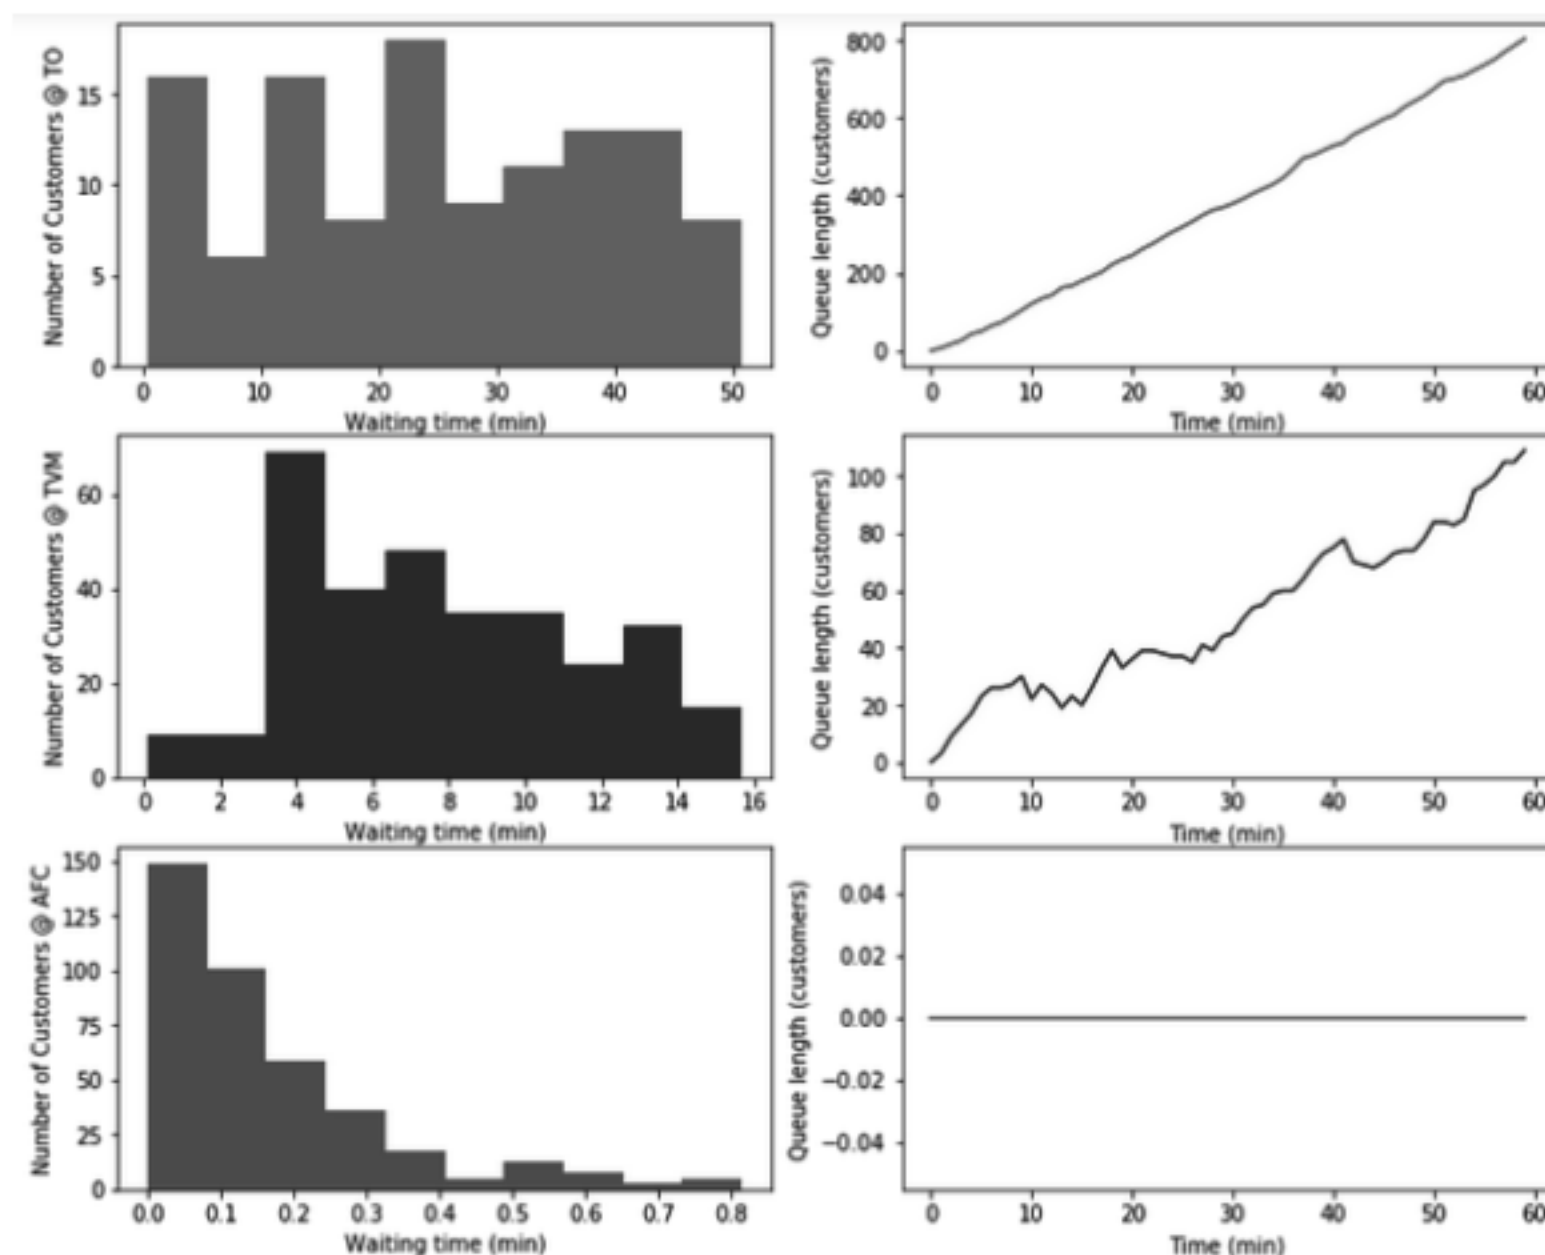 Number of Customers @ TO
15
10
5
0
0 10 20 30 40 50
Waiting time (min)
Queue length (customers)
800
600
400
200
0
0 10 20 30 40 50 60
Time (min)
Number of Customers @ TVM
60
40
20
0
0 2 4 6 8 10 12 14 16
Waiting time (min)
Queue length (customers)
100
80
60
40
20
0
0 10 20 30 40 50 60
Time (min)
Number of Customers @ AFC
150
125
100
75
50
25
0
0.0 0.1 0.2 0.3 0.4 0.5 0.6 0.7 0.8
Waiting time (min)
Queue length (customers)
0.04
0.02
0.00
−0.02
−0.04
0 10 20 30 40 50 60
Time (min)